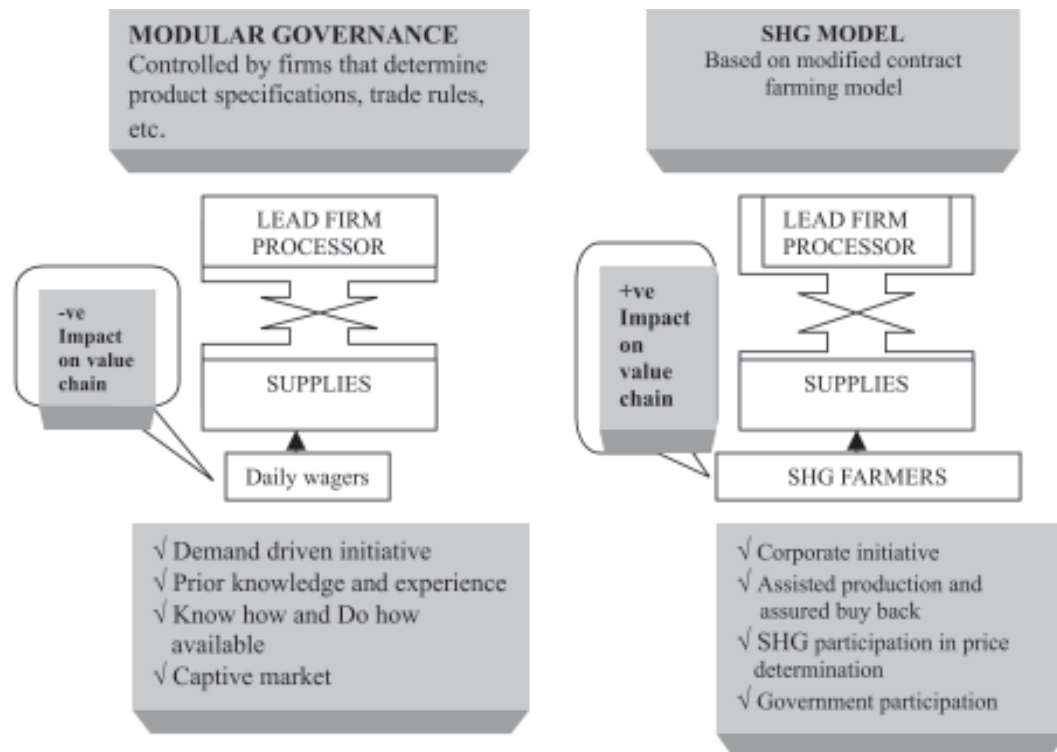 MODULAR GOVERNANCE
Controlled by firms that determine
product specifications, trade rules,
etc.
LEAD FIRM
PROCESSOR
-ve
Impact
on value
chain
SUPPLIES
Daily wagers
√ Demand driven initiative
√ Prior knowledge and experience
√ Know how and Do how
available
√ Captive market
SHG MODEL
Based on modified contract
farming model
LEAD FIRM
PROCESSOR
+ve
Impact
on
value
chain
SUPPLIES
SHG FARMERS
√ Corporate initiative
√ Assisted production and
assured buy back
√ SHG participation in price
determination
√ Government participation